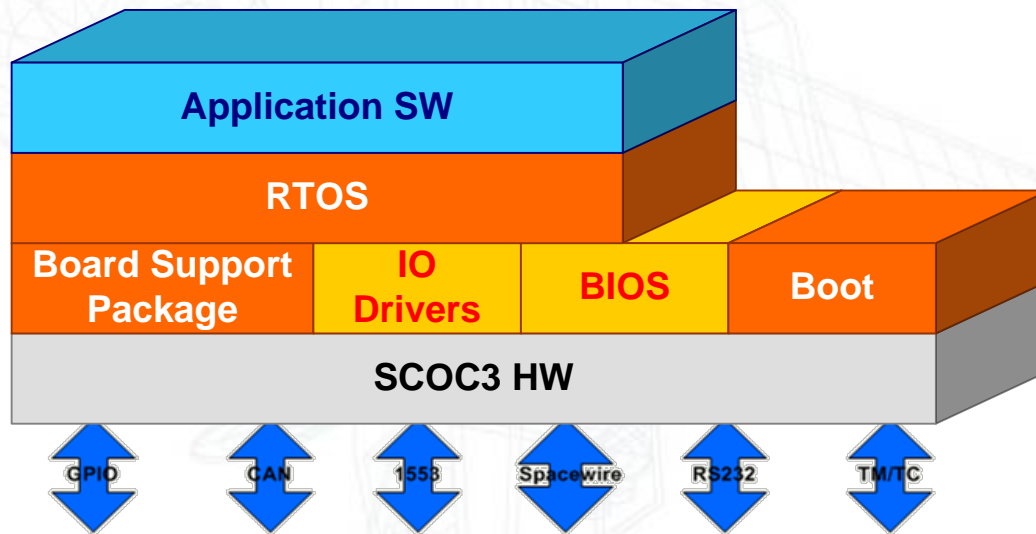 Application SW
RTOS
Board Support
Package
IO
Drivers
BIOS
Boot
SCOC3 HW
GPIO
CAN
1553
Spacewire
RS232
TM/TC